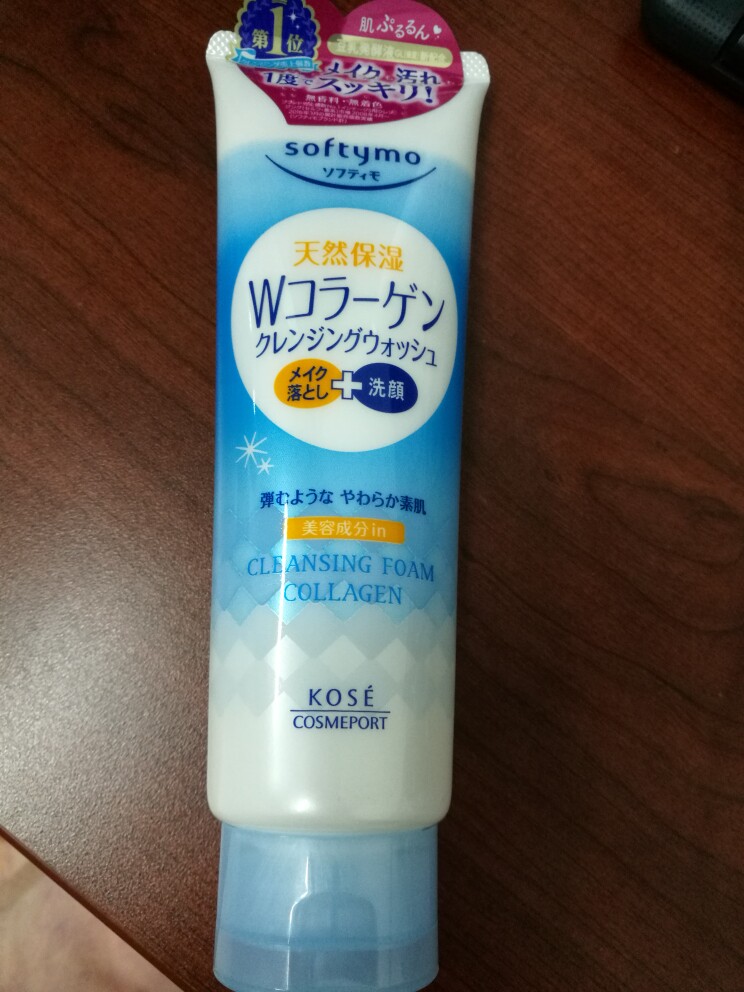 第1位
肌ぷるるん
メイク、汚れ
1度でスッキリ!
無香料・無着色
softymo
ソフティモ
天然保湿
Wコラーゲン
クレンジングウォッシュ
メイク
落とし
+
洗顔
弾むような やわらか素肌
美容成分in
CLEANSING FOAM
COLLAGEN
KOSÉ
COSMEPORT